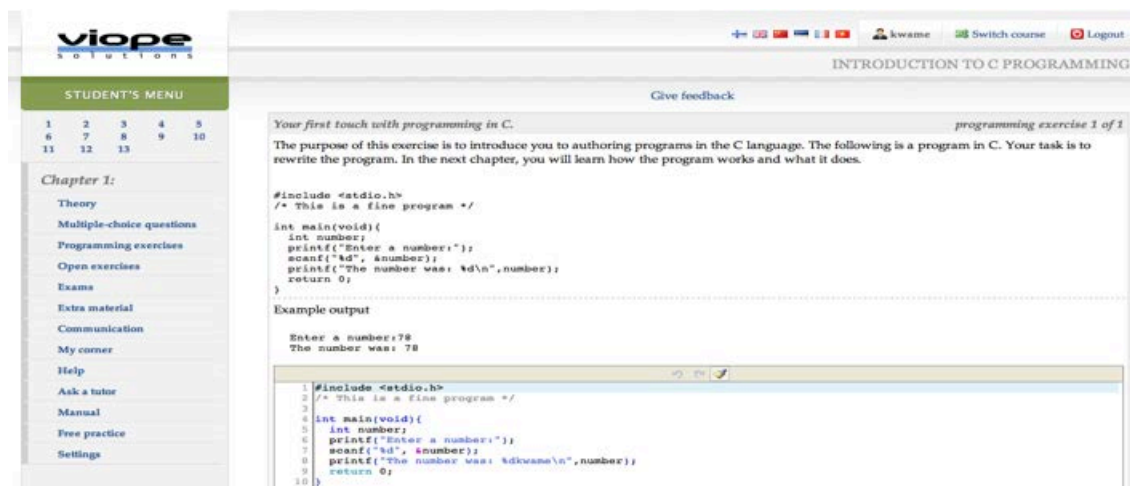 viope
solutions
kwame Switch course Logout
INTRODUCTION TO C PROGRAMMING
STUDENT'S MENU
Give feedback
1 2 3 4 5
6 7 8 9 10
11 12 13
Chapter 1:
Theory
Multiple-choice questions
Programming exercises
Open exercises
Exams
Extra material
Communication
My corner
Help
Ask a tutor
Manual
Free practice
Settings
Your first touch with programming in C. programming exercise 1 of 1
The purpose of this exercise is to introduce you to authoring programs in the C language. The following is a program in C. Your task is to
rewrite the program. In the next chapter, you will learn how the program works and what it does.
#include <stdio.h>
/* This is a fine program */
int main(void){
int number;
printf("Enter a number:");
scanf("%d", &number);
printf("The number was: %d\n",number);
return 0;
}
Example output
Enter a number:78
The number was: 78
1 #include <stdio.h>
2 /* This is a fine program */
3
4 int main(void){
5 int number;
6 printf("Enter a number:");
7 scanf("%d", &number);
8 printf("The number was: %dkwame\n",number);
9 return 0;
10 }